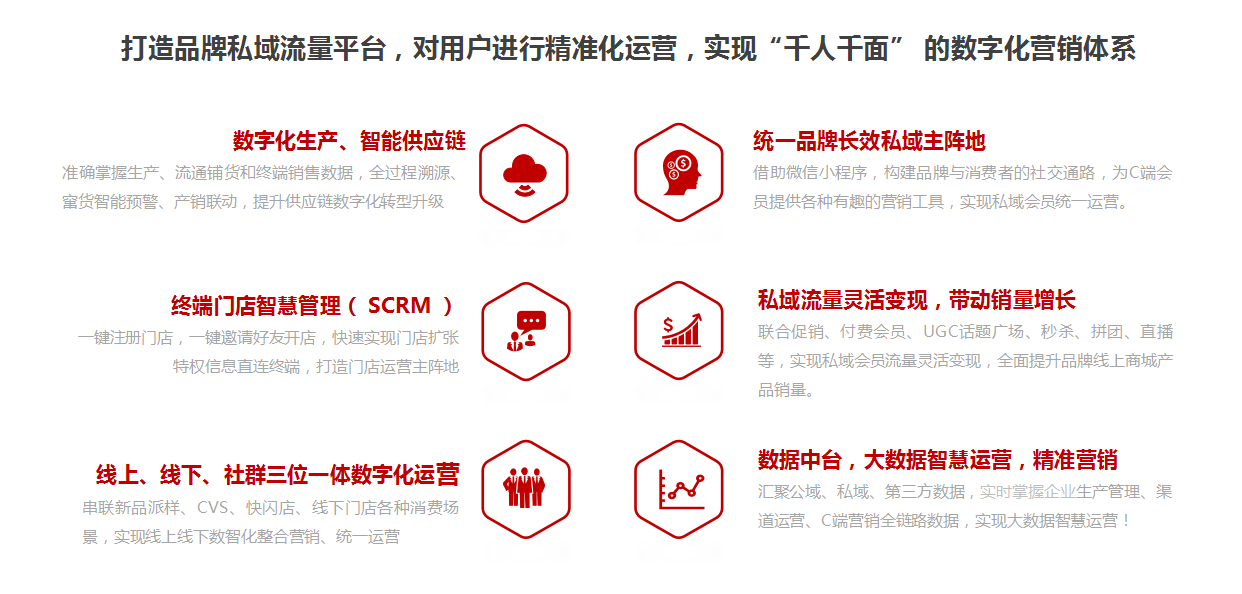 打造品牌私域流量平台，对用户进行精准化运营，实现“千人千面” 的数字化营销体系
数字化生产、智能供应链
准确掌握生产、流通铺货和终端销售数据，全过程溯源、
窜货智能预警、产销联动，提升供应链数字化转型升级
统一品牌长效私域主阵地
借助微信小程序，构建品牌与消费者的社交通路，为C端会
员提供各种有趣的营销工具，实现私域会员统一运营。
终端门店智慧管理（ SCRM ）
一键注册门店，一键邀请好友开店，快速实现门店扩张
特权信息直连终端，打造门店运营主阵地
私域流量灵活变现，带动销量增长
联合促销、付费会员、UGC话题广场、秒杀、拼团、直播
等，实现私域会员流量灵活变现，全面提升品牌线上商城产
品销量。
线上、线下、社群三位一体数字化运营
串联新品派样、CVS、快闪店、线下门店各种消费场
景，实现线上线下数智化整合营销、统一运营
数据中台，大数据智慧运营，精准营销
汇聚公域、私域、第三方数据，实时掌握企业生产管理、渠
道运营、C端营销全链路数据，实现大数据智慧运营！